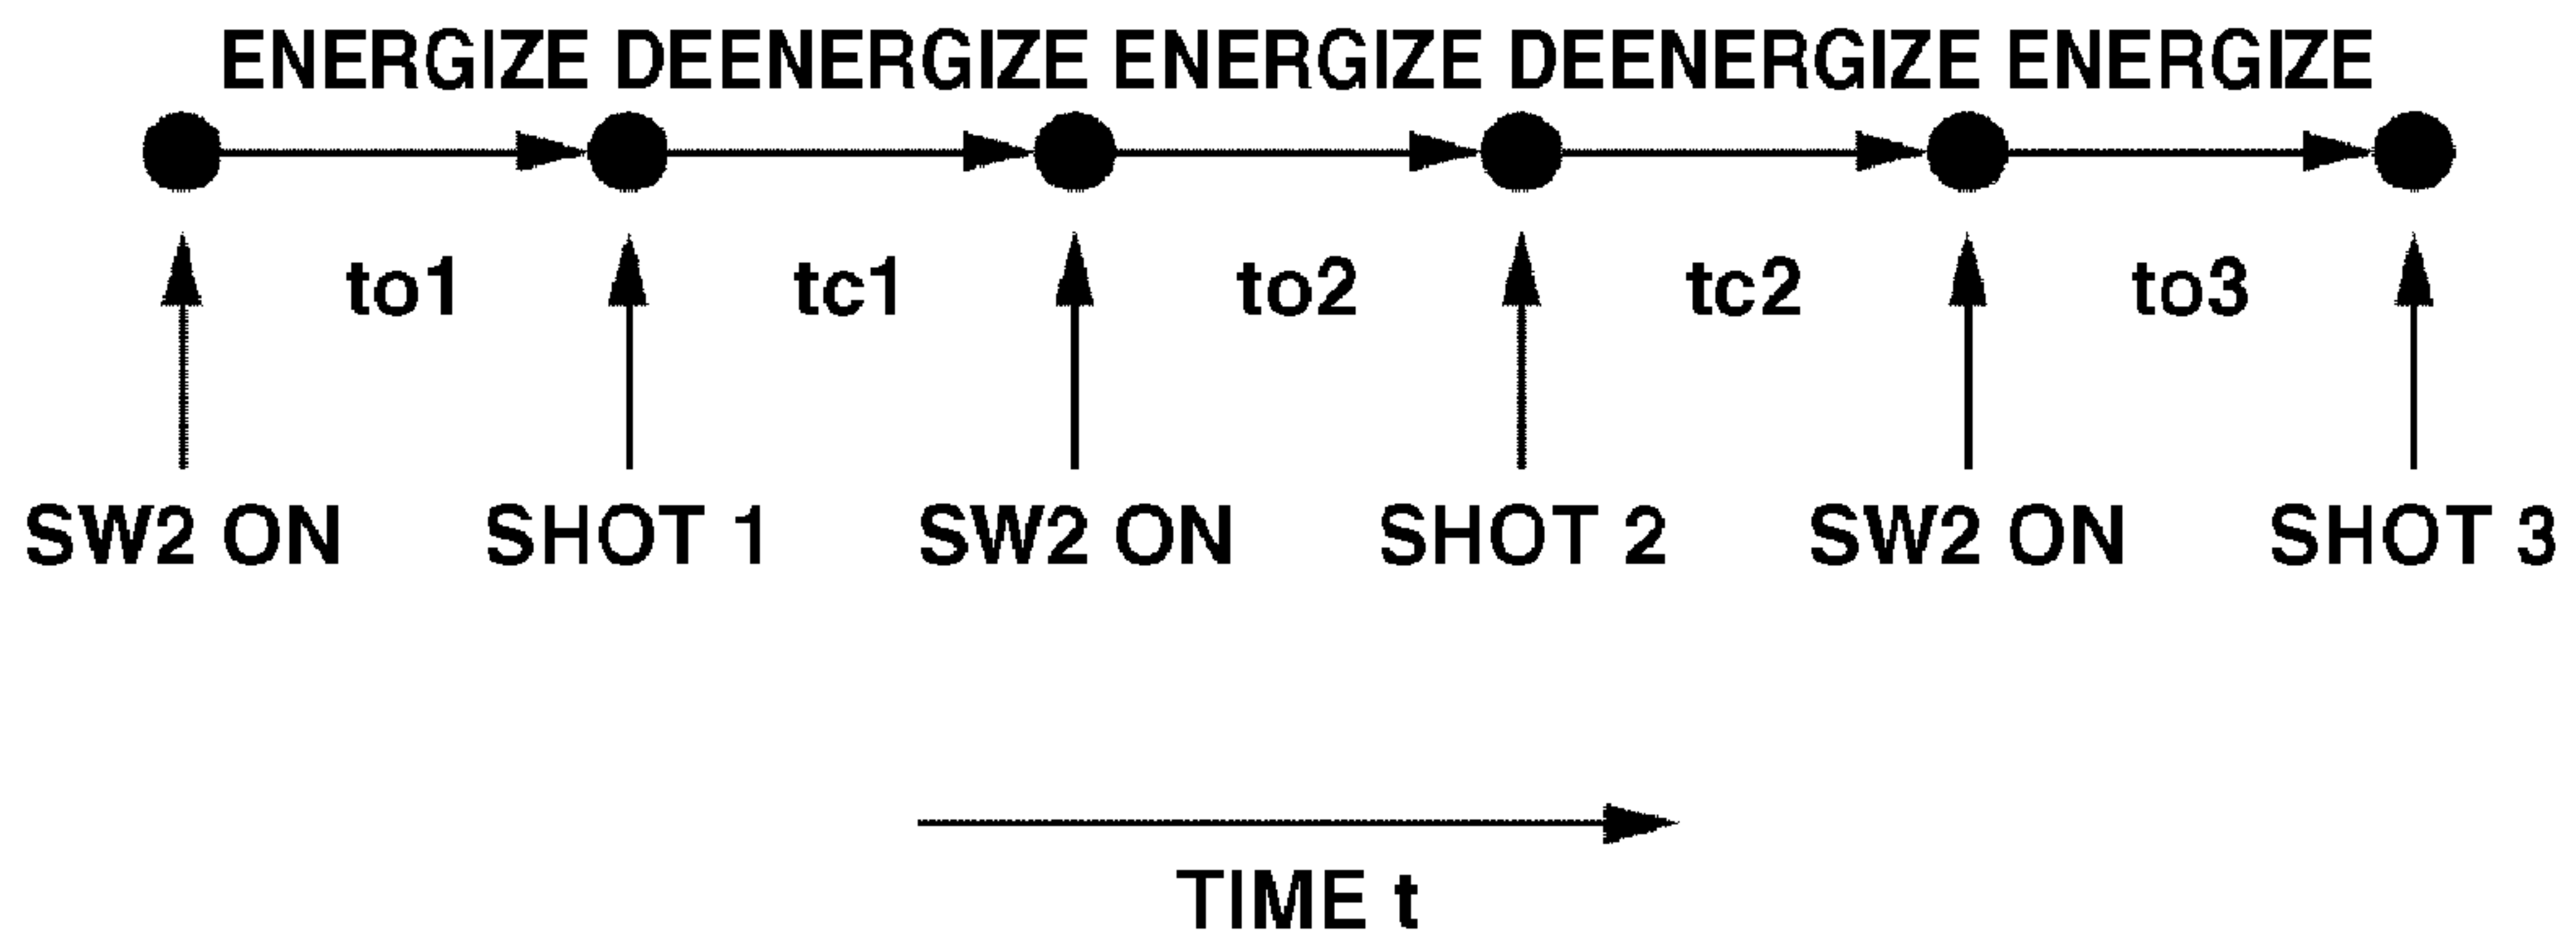 ENERGIZE DEENERGIZE ENERGIZE DEENERGIZE ENERGIZE
to1 tc1 to2 tc2 to3
SW2 ON SHOT 1 SW2 ON SHOT 2 SW2 ON SHOT 3
TIME t